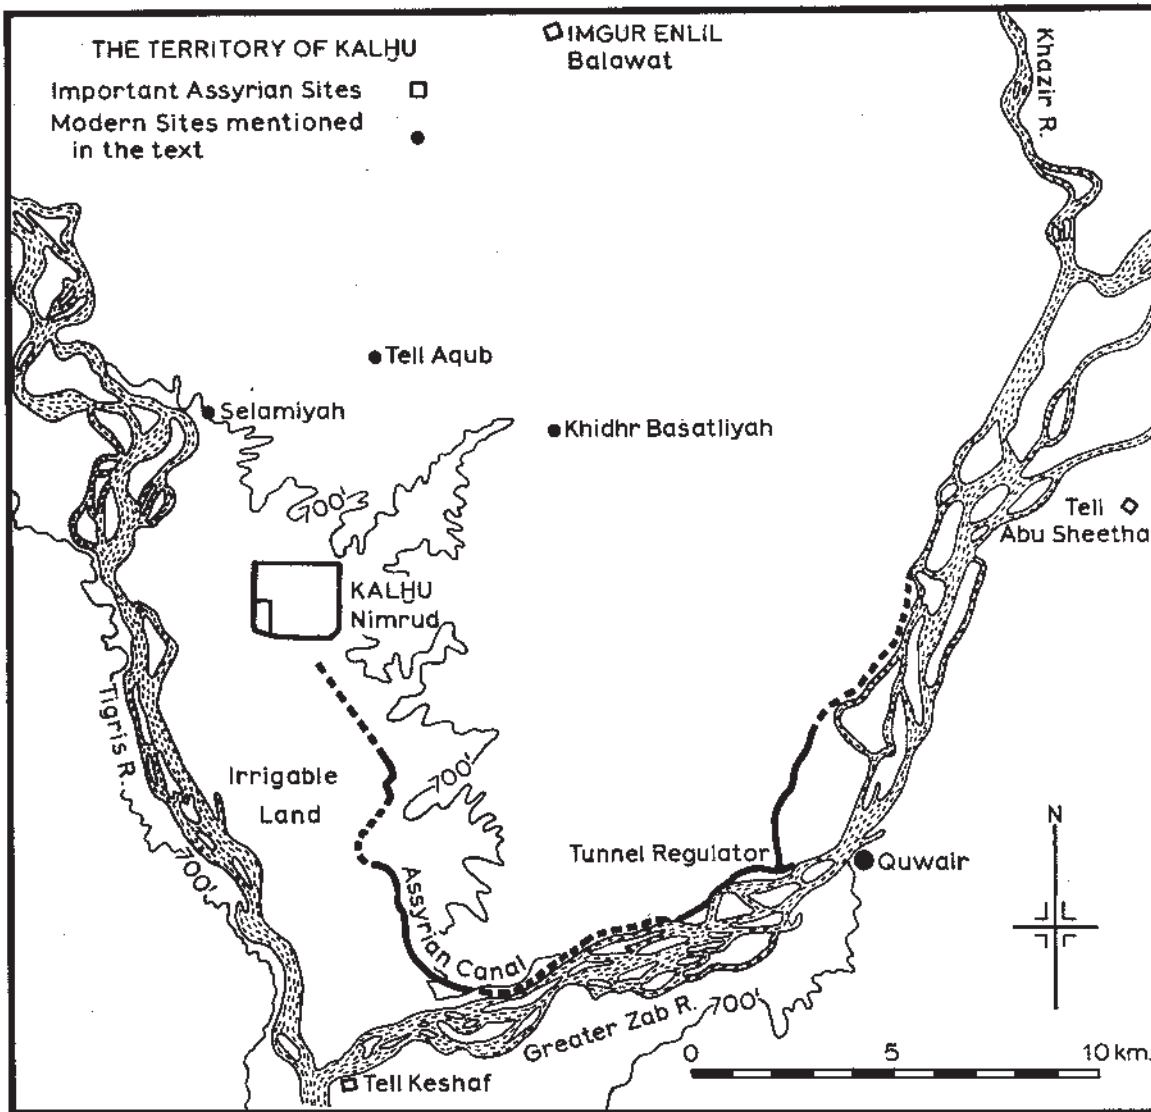 THE TERRITORY OF KALḪU
Important Assyrian Sites
Modern Sites mentioned
in the text
IMGUR ENLIL
Balawat
Khazir R.
Tell Aqub
Selamiyah
Khidhr Basatliyah
700'
Tell
Abu Sheetha
KALḪU
Nimrud
Tigris R.
Irrigable
Land
700'
700'
Tunnel Regulator
Quwair
N
Assyrian Canal
Greater Zab R.
700'
Tell Keshaf
0 5 10 km.